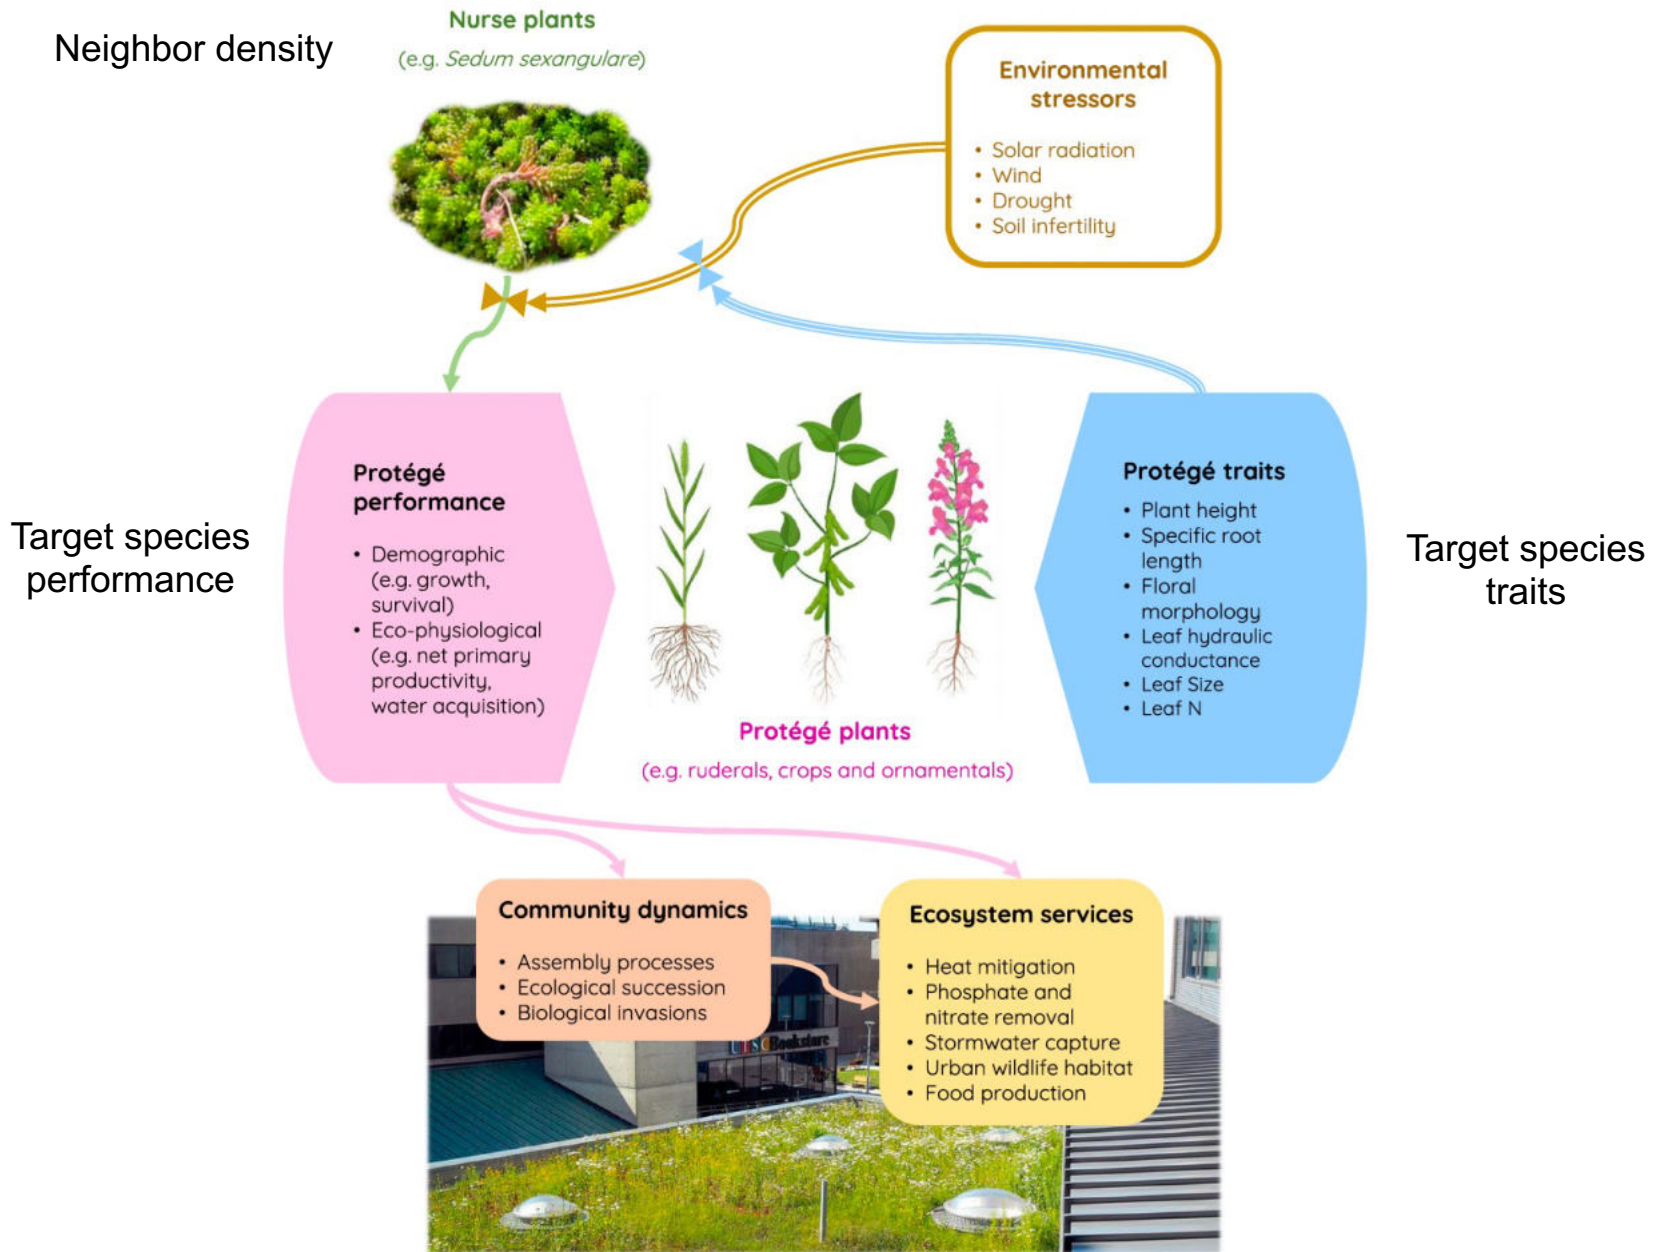 Neighbor density
Nurse plants
(e.g. Sedum sexangulare)
Environmental
stressors
• Solar radiation
• Wind
• Drought
• Soil infertility
Target species
performance
Protégé
performance
• Demographic
(e.g. growth,
survival)
• Eco-physiological
(e.g. net primary
productivity,
water acquisition)
Protégé plants
(e.g. ruderals, crops and ornamentals)
Protégé traits
• Plant height
• Specific root
length
• Floral
morphology
• Leaf hydraulic
conductance
• Leaf Size
• Leaf N
Target species
traits
Community dynamics
• Assembly processes
• Ecological succession
• Biological invasions
Ecosystem services
• Heat mitigation
• Phosphate and
nitrate removal
• Stormwater capture
• Urban wildlife habitat
• Food production
Bookstore